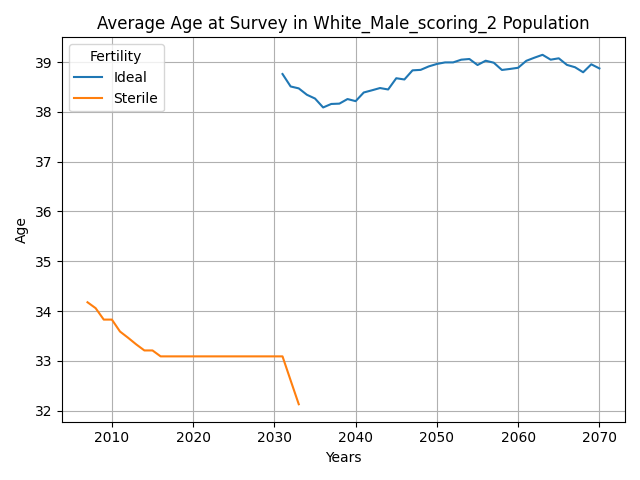 Average Age at Survey in White_Male_scoring_2 Population
Fertility
Ideal
Sterile
Age
39
38
37
36
35
34
33
32
2010 2020 2030 2040 2050 2060 2070
Years